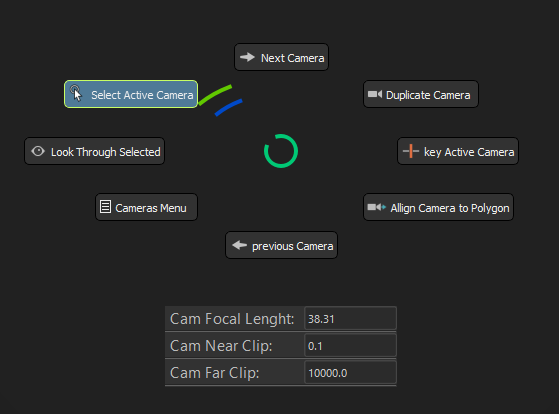 Next Camera
Select Active Camera
Duplicate Camera
Look Through Selected
key Active Camera
Cameras Menu
Allign Camera to Polygon
previous Camera
Cam Focal Lenght: 38.31
Cam Near Clip: 0.1
Cam Far Clip: 10000.0